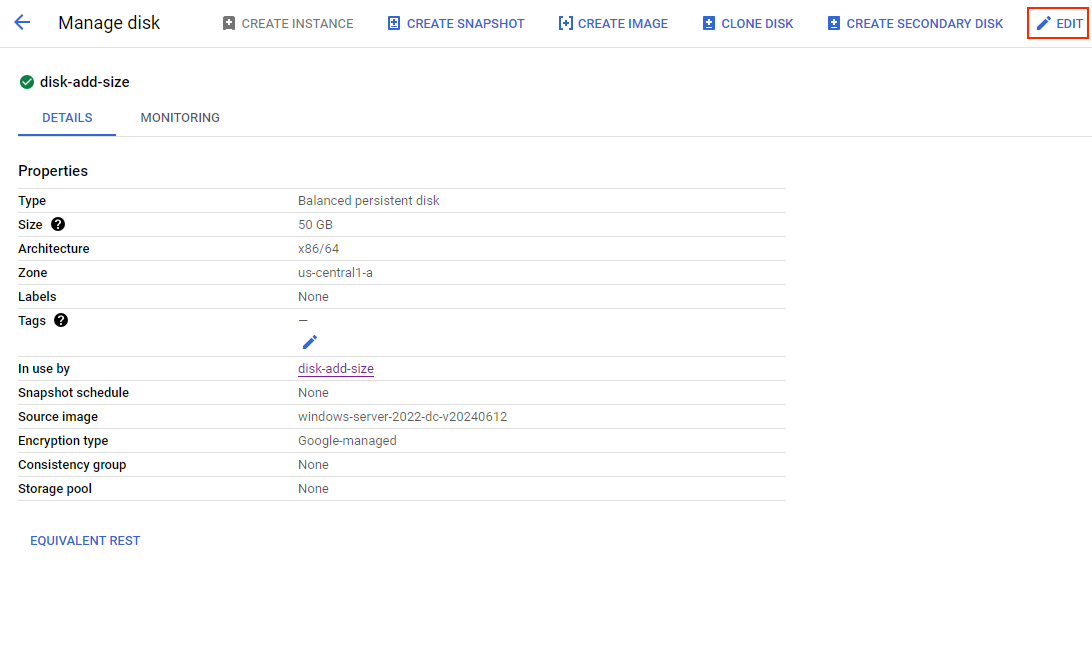 Manage disk CREATE INSTANCE CREATE SNAPSHOT CREATE IMAGE CLONE DISK CREATE SECONDARY DISK EDIT
disk-add-size
DETAILS MONITORING
Properties
Type Balanced persistent disk
Size ? 50 GB
Architecture x86/64
Zone us-central1-a
Labels None
Tags ? —
In use by disk-add-size
Snapshot schedule None
Source image windows-server-2022-dc-v20240612
Encryption type Google-managed
Consistency group None
Storage pool None
EQUIVALENT REST